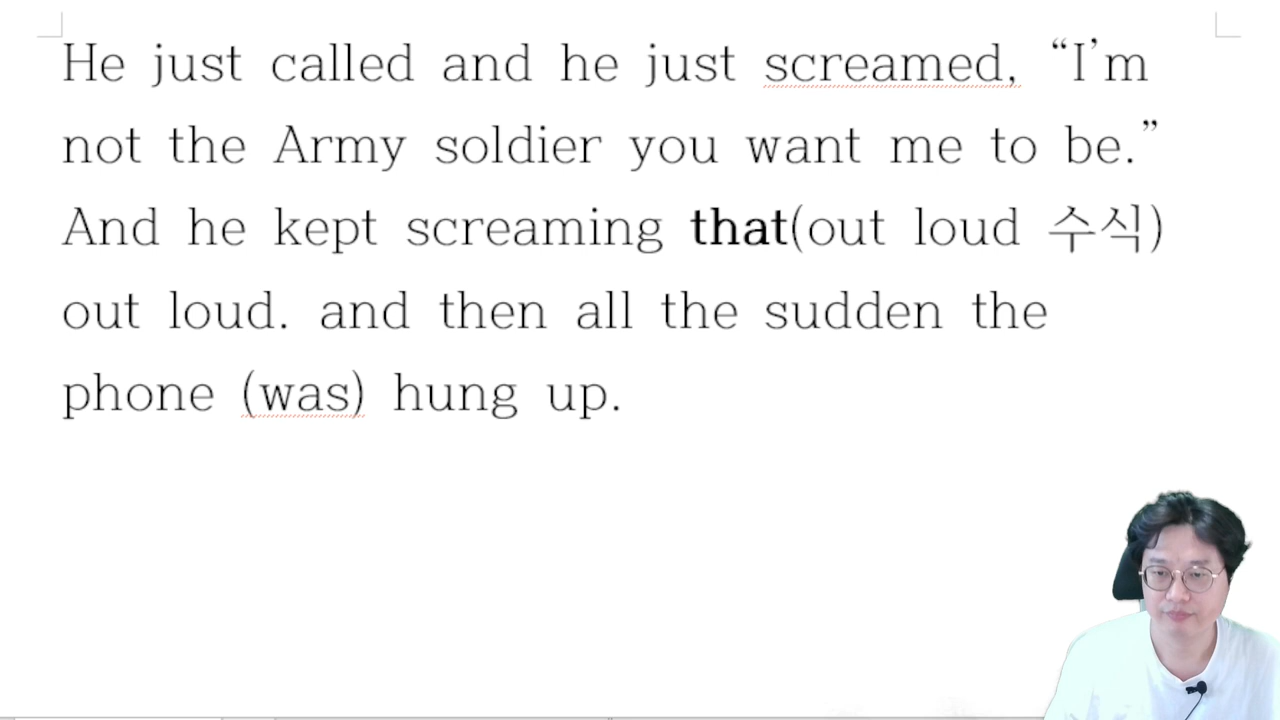 He just called and he just screamed, “I’m
not the Army soldier you want me to be.”
And he kept screaming that(out loud 수식)
out loud. and then all the sudden the
phone (was) hung up.